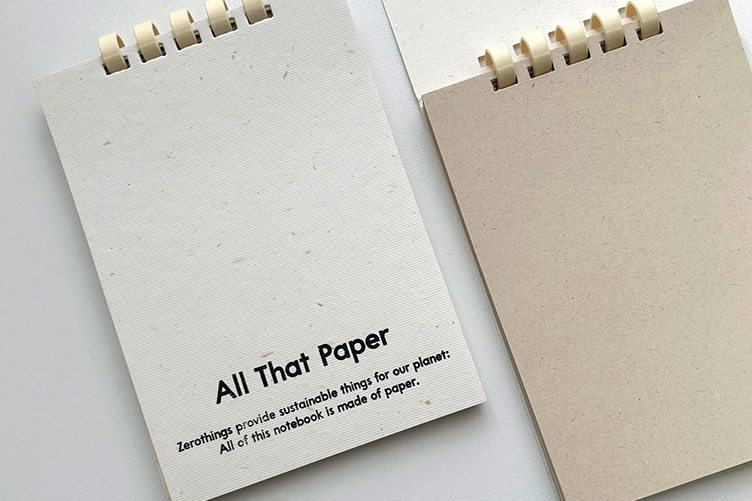 All That Paper
Zerothings provide sustainable things for our planet:
All of this notebook is made of paper.